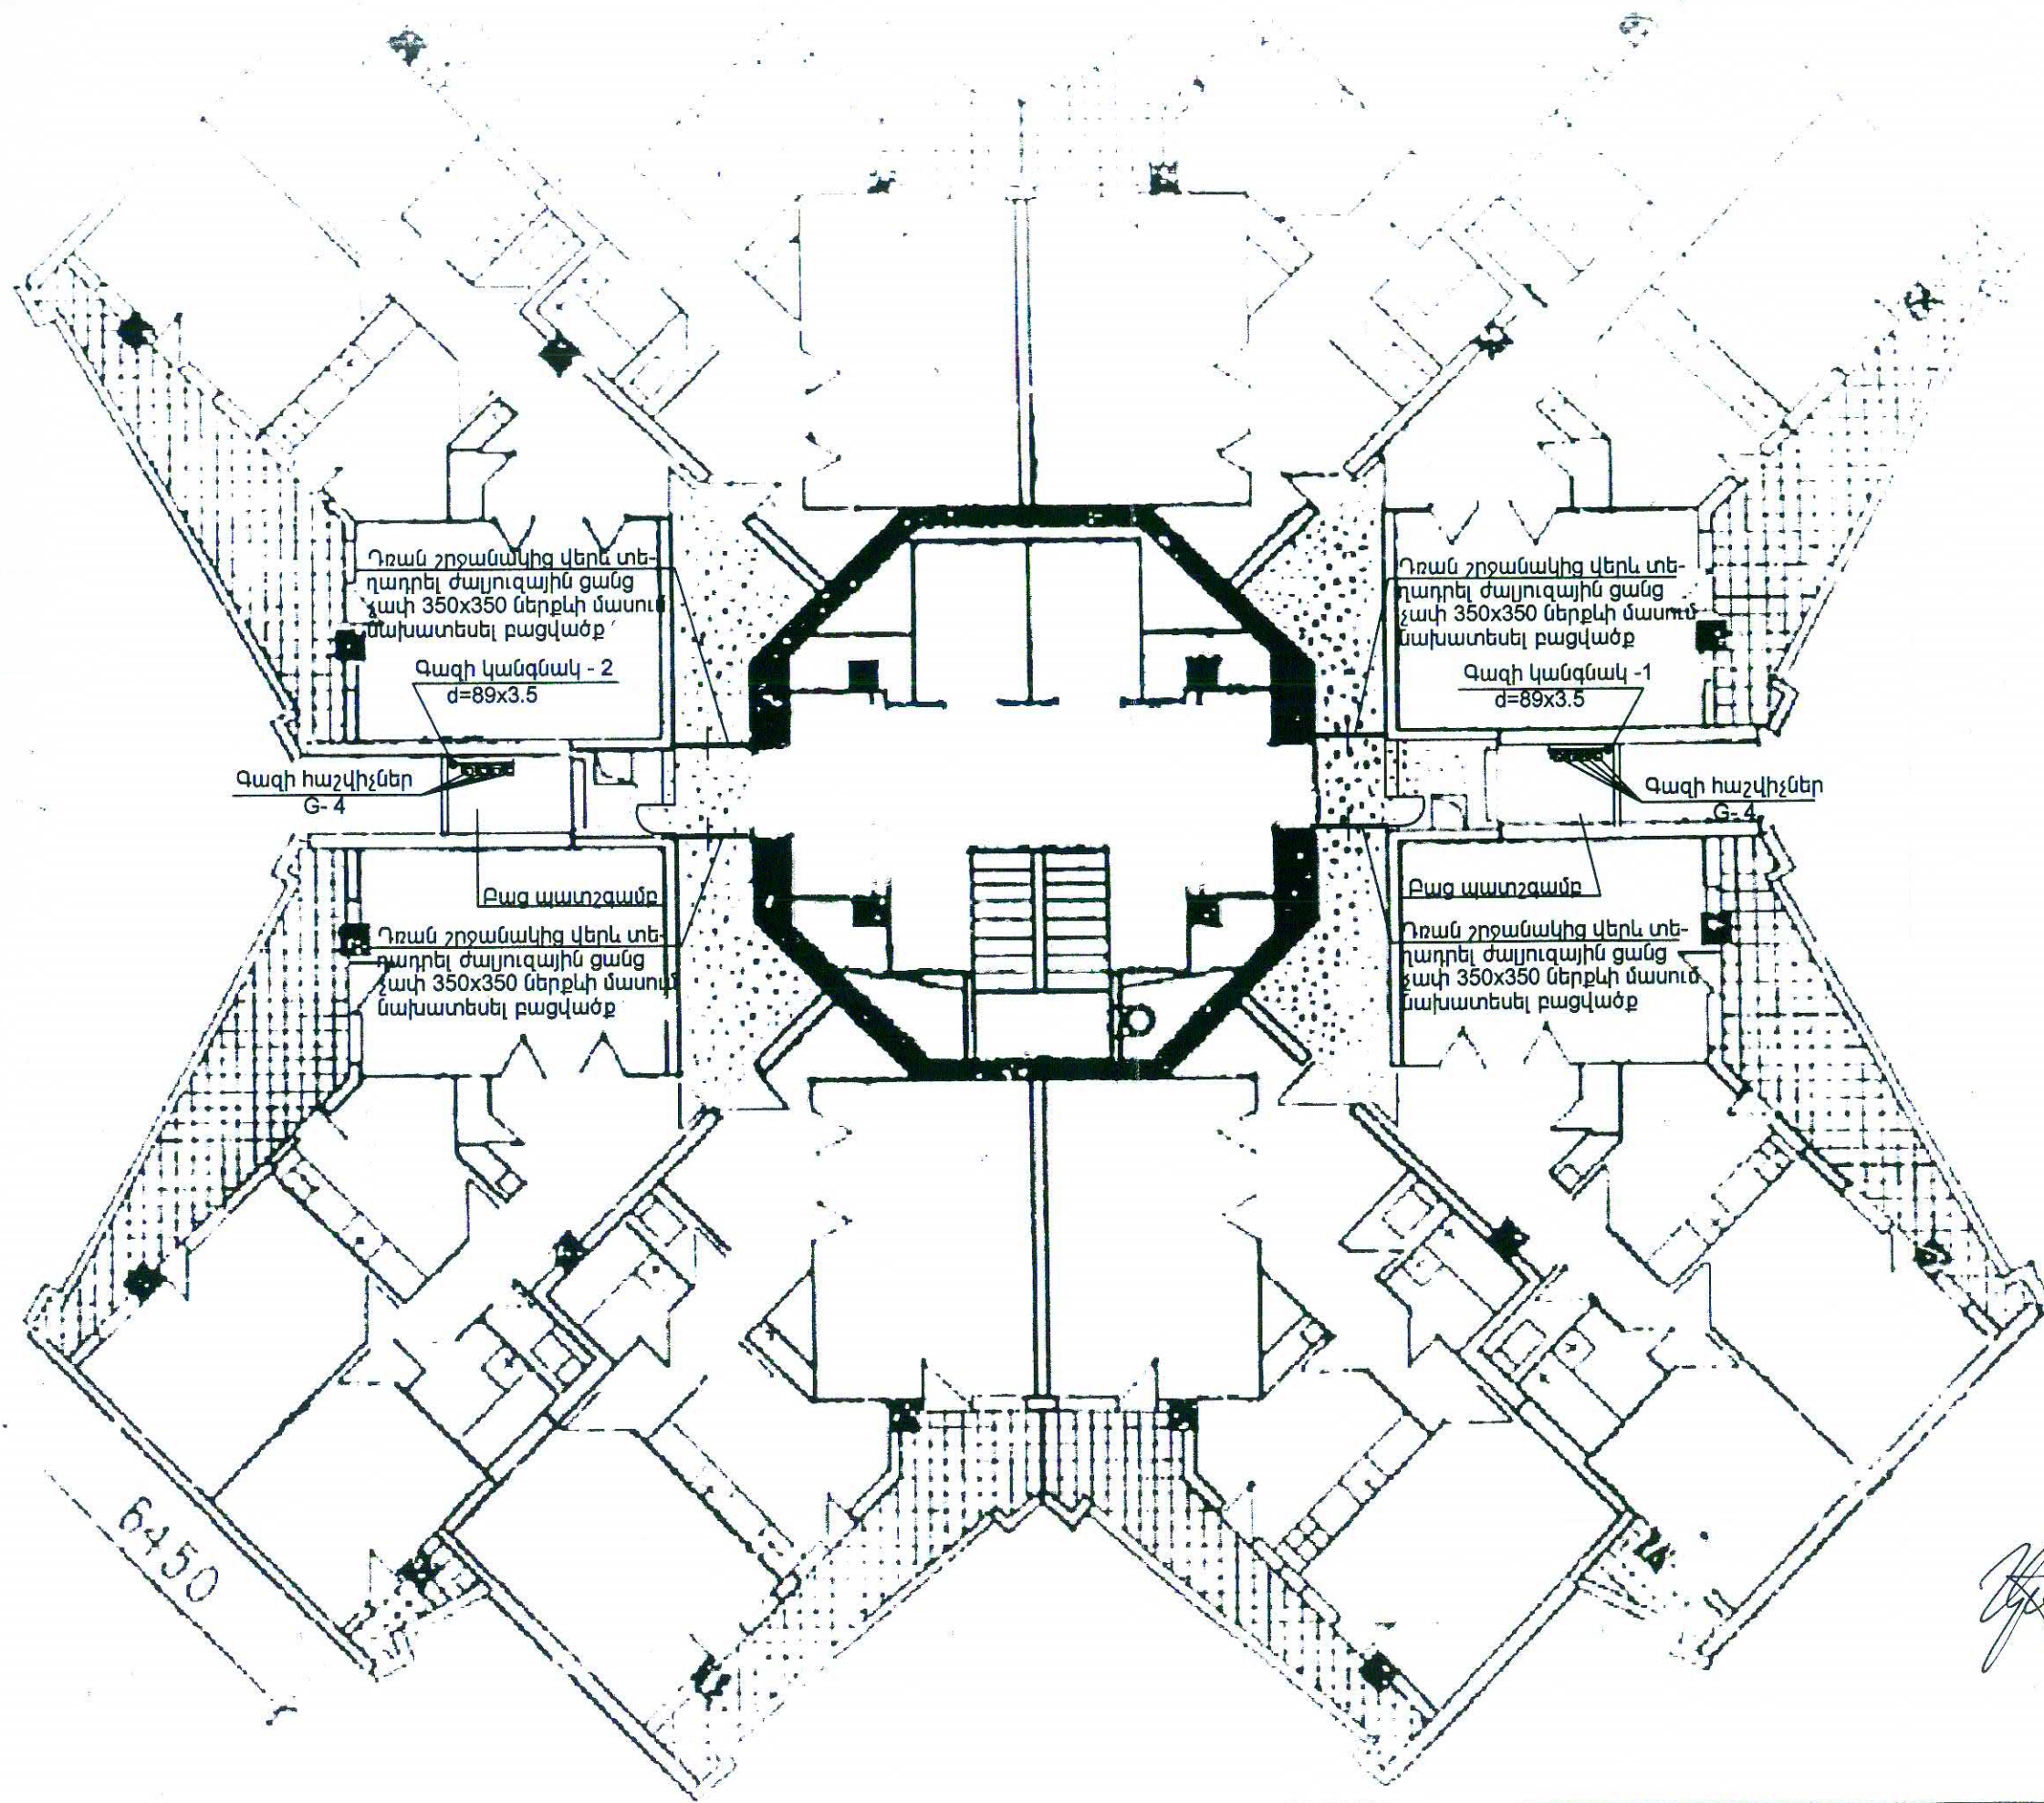 Դռան շրջանակից վերև տե-
ղադրել ժալյուզային ցանց
չափ 350x350 ներքևի մասում
նախատեսել բացվածք
Գազի կանգնակ - 2
d=89x3.5
Գազի հաշվիչներ
G- 4
Բաց պատշգամբ
Դռան շրջանակից վերև տե-
ղադրել ժալյուզային ցանց
չափ 350x350 ներքևի մասում
նախատեսել բացվածք
Դռան շրջանակից վերև տե-
ղադրել ժալյուզային ցանց
չափ 350x350 ներքևի մասում
նախատեսել բացվածք
Գազի կանգնակ -1
d=89x3.5
Գազի հաշվիչներ
G- 4
Բաց պատշգամբ
Դռան շրջանակից վերև տե-
ղադրել ժալյուզային ցանց
չափ 350x350 ներքևի մասում
նախատեսել բացվածք
6450